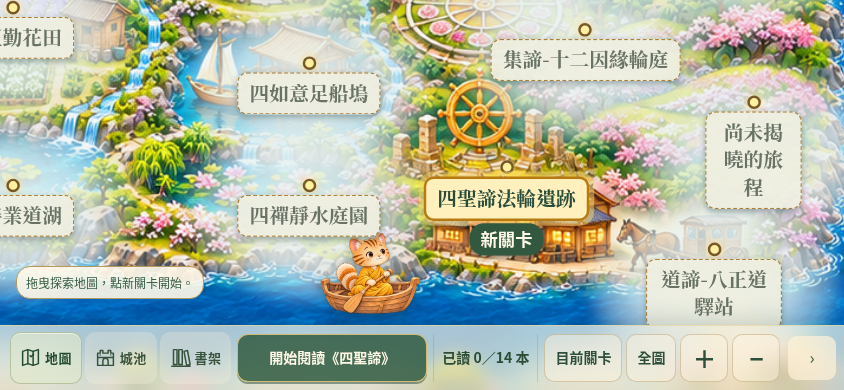 勤花田
四如意足船塢
集諦-十二因緣輪庭
尚未揭
曉的旅
程
四聖諦法輪遺跡
新關卡
業道湖
四禪靜水庭園
道諦-八正道
驛站
拖曳探索地圖，點新關卡開始。
地圖
城池
書架
開始閱讀《四聖諦》
已讀 0／14 本
目前關卡
全圖
＋
−
›